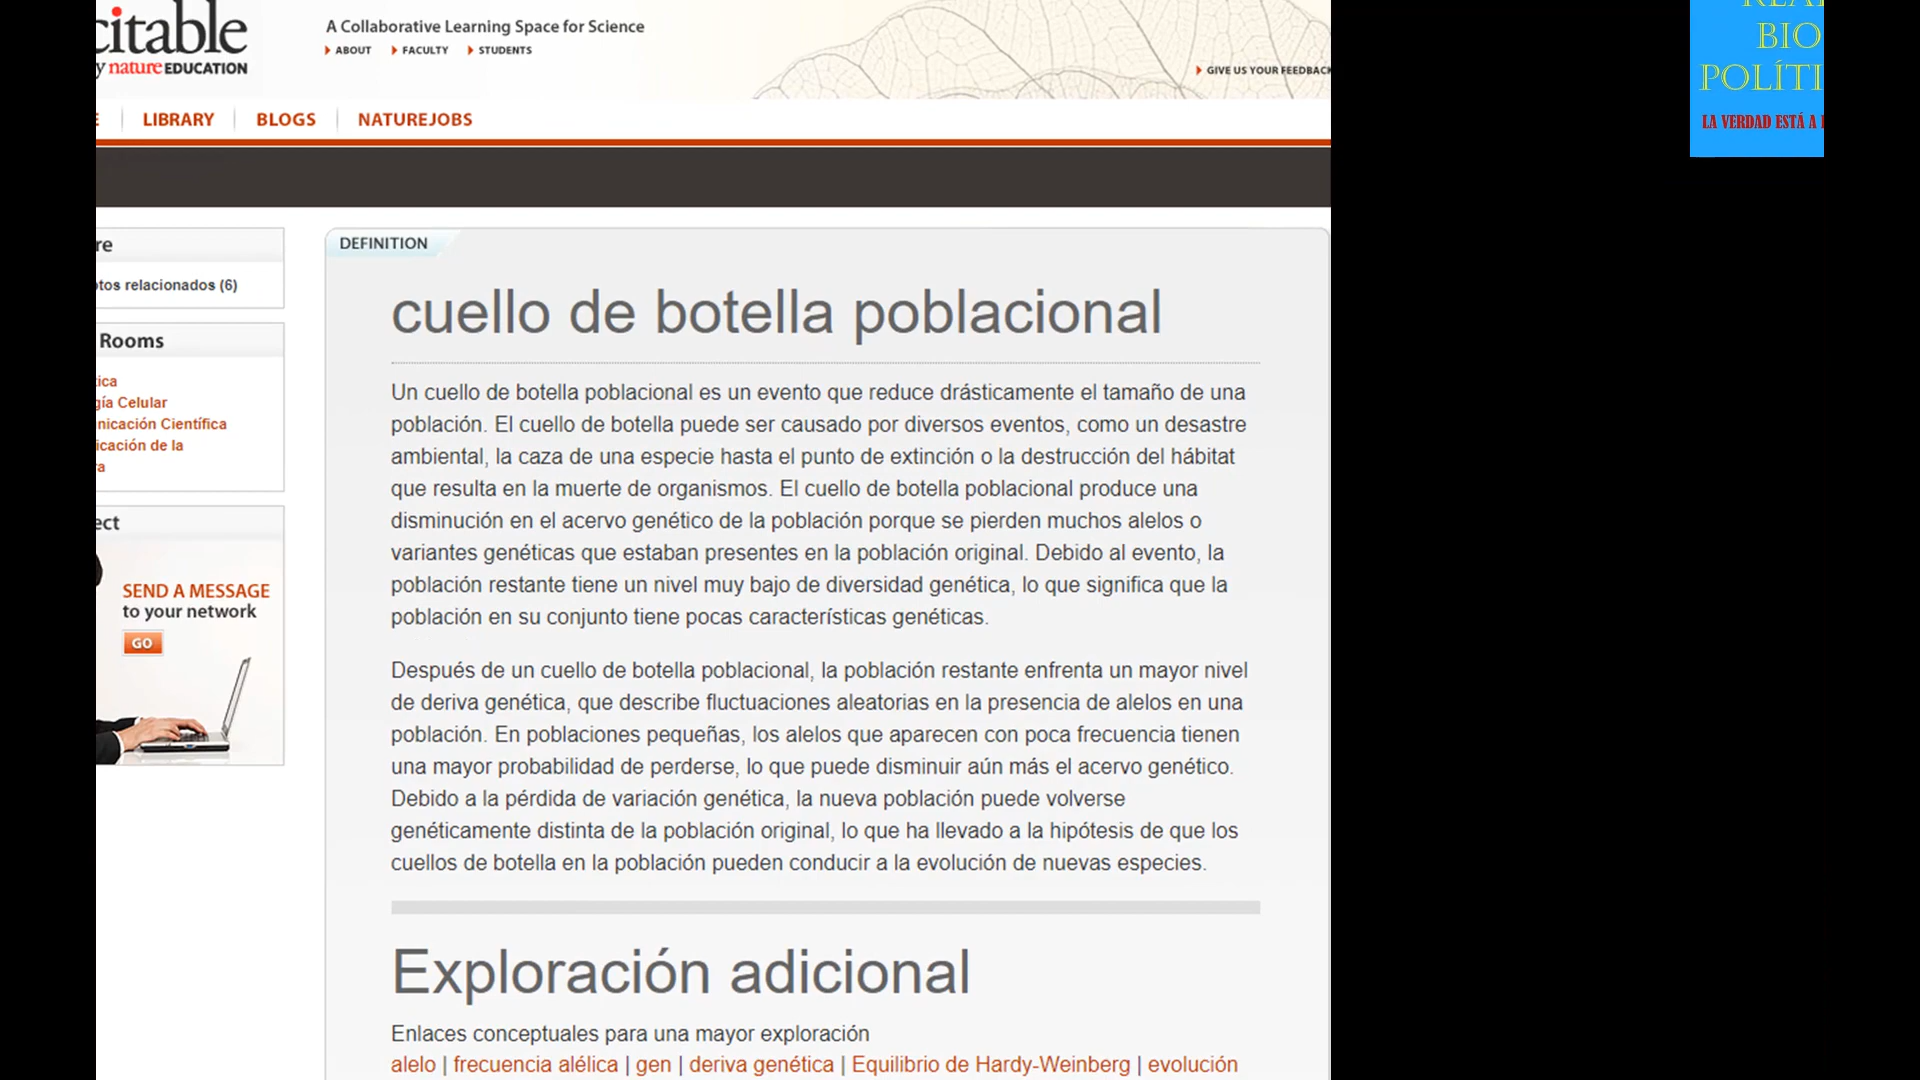 citable
by nature EDUCATION
A Collaborative Learning Space for Science
ABOUT FACULTY STUDENTS
GIVE US YOUR FEEDBACK
LIBRARY BLOGS NATUREJOBS
BIO
POLÍTI
LA VERDAD ESTÁ A
tos relacionados (6)
Rooms
Celular
Científica
de la
SEND A MESSAGE
to your network
GO
DEFINITION
cuello de botella poblacional
Un cuello de botella poblacional es un evento que reduce drásticamente el tamaño de una
población. El cuello de botella puede ser causado por diversos eventos, como un desastre
ambiental, la caza de una especie hasta el punto de extinción o la destrucción del hábitat
que resulta en la muerte de organismos. El cuello de botella poblacional produce una
disminución en el acervo genético de la población porque se pierden muchos alelos o
variantes genéticas que estaban presentes en la población original. Debido al evento, la
población restante tiene un nivel muy bajo de diversidad genética, lo que significa que la
población en su conjunto tiene pocas características genéticas.
Después de un cuello de botella poblacional, la población restante enfrenta un mayor nivel
de deriva genética, que describe fluctuaciones aleatorias en la presencia de alelos en una
población. En poblaciones pequeñas, los alelos que aparecen con poca frecuencia tienen
una mayor probabilidad de perderse, lo que puede disminuir aún más el acervo genético.
Debido a la pérdida de variación genética, la nueva población puede volverse
genéticamente distinta de la población original, lo que ha llevado a la hipótesis de que los
cuellos de botella en la población pueden conducir a la evolución de nuevas especies.
Exploración adicional
Enlaces conceptuales para una mayor exploración
alelo | frecuencia alélica | gen | deriva genética | Equilibrio de Hardy-Weinberg | evolución